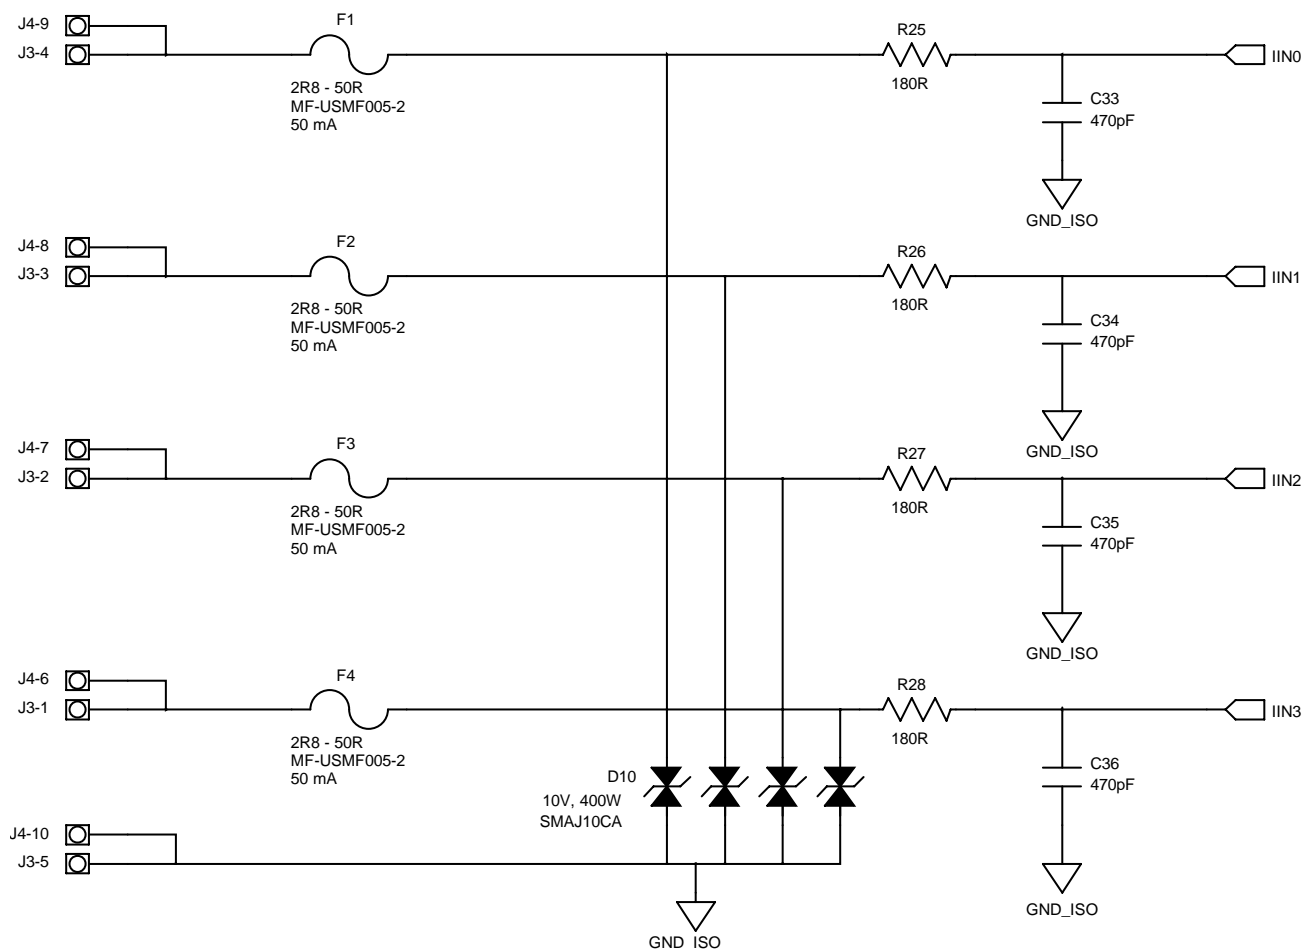 J4-9
J3-4
F1
2R8 - 50R
MF-USMF005-2
50 mA
R25
180R
C33
470pF
IIN0
GND_ISO
J4-8
J3-3
F2
2R8 - 50R
MF-USMF005-2
50 mA
R26
180R
C34
470pF
IIN1
GND_ISO
J4-7
J3-2
F3
2R8 - 50R
MF-USMF005-2
50 mA
R27
180R
C35
470pF
IIN2
GND_ISO
J4-6
J3-1
F4
2R8 - 50R
MF-USMF005-2
50 mA
R28
180R
C36
470pF
IIN3
GND_ISO
D10
10V, 400W
SMAJ10CA
J4-10
J3-5
GND_ISO